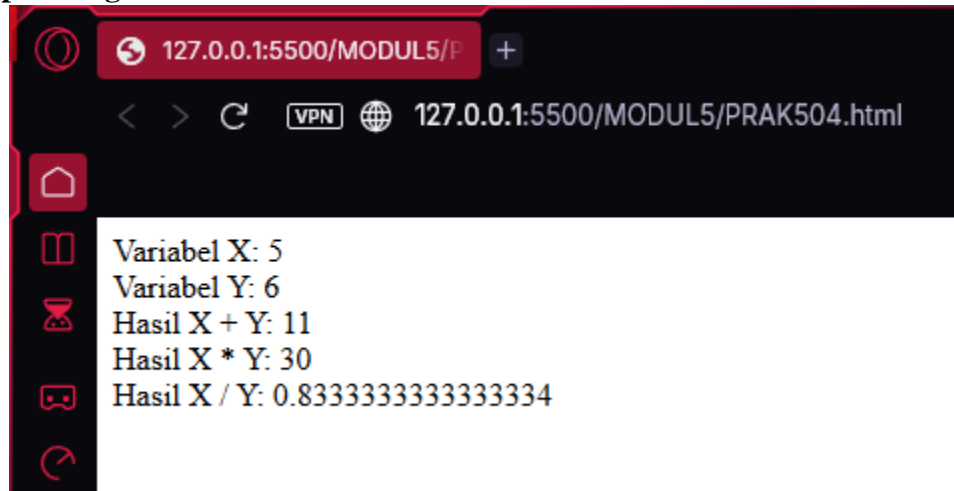 127.0.0.1:5500/MODUL5/P
VPN 127.0.0.1:5500/MODUL5/PRAK504.html
Variabel X: 5
Variabel Y: 6
Hasil X + Y: 11
Hasil X * Y: 30
Hasil X / Y: 0.8333333333333334